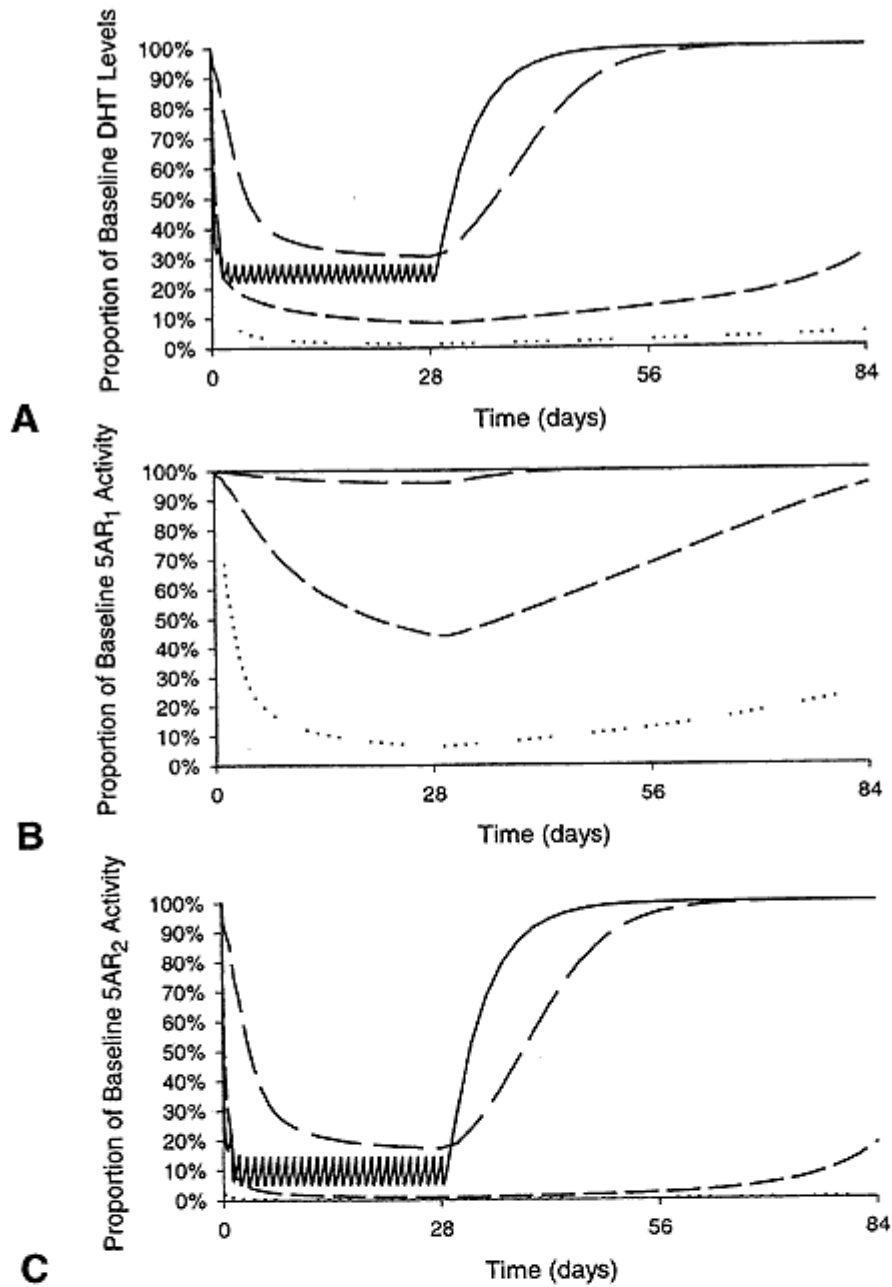 Proportion of Baseline DHT Levels
100%
90%
80%
70%
60%
50%
40%
30%
20%
10%
0%
0 28 56 84
Time (days)
A
Proportion of Baseline 5AR1 Activity
100%
90%
80%
70%
60%
50%
40%
30%
20%
10%
0%
0 28 56 84
Time (days)
B
Proportion of Baseline 5AR2 Activity
100%
90%
80%
70%
60%
50%
40%
30%
20%
10%
0%
0 28 56 84
Time (days)
C